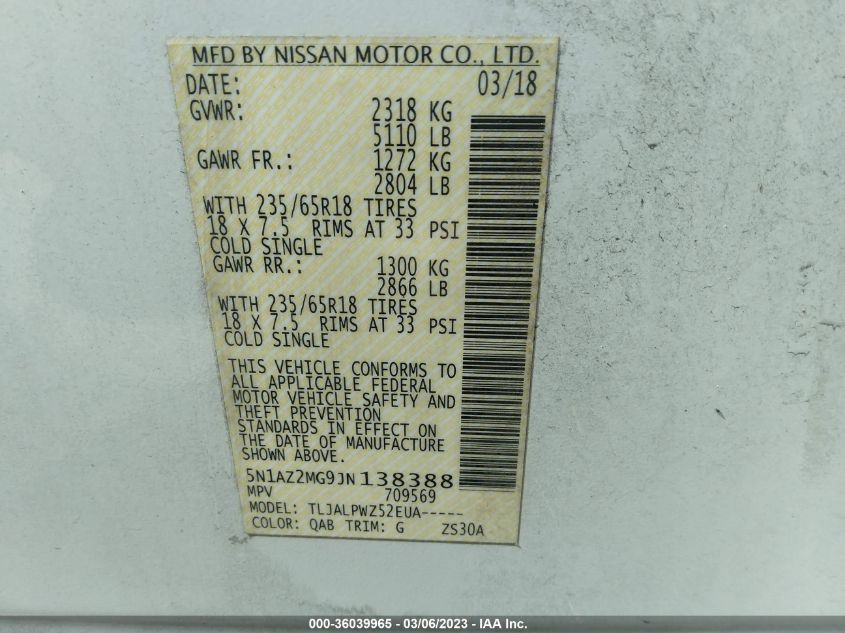 MFD BY NISSAN MOTOR CO., LTD.
DATE: 03/18
GVWR: 2318 KG
5110 LB
GAWR FR.: 1272 KG
2804 LB
WITH 235/65R18 TIRES
18 X 7.5 RIMS AT 33 PSI
COLD SINGLE
GAWR RR.: 1300 KG
2866 LB
WITH 235/65R18 TIRES
18 X 7.5 RIMS AT 33 PSI
COLD SINGLE
THIS VEHICLE CONFORMS TO
ALL APPLICABLE FEDERAL
MOTOR VEHICLE SAFETY AND
THEFT PREVENTION
STANDARDS IN EFFECT ON
THE DATE OF MANUFACTURE
SHOWN ABOVE.
5N1AZ2MG9JN138388
MPV 709569
MODEL: TLJALPWZ52EUA-----
COLOR: QAB TRIM: G ZS30A
000-36039965 - 03/06/2023 - IAA Inc.